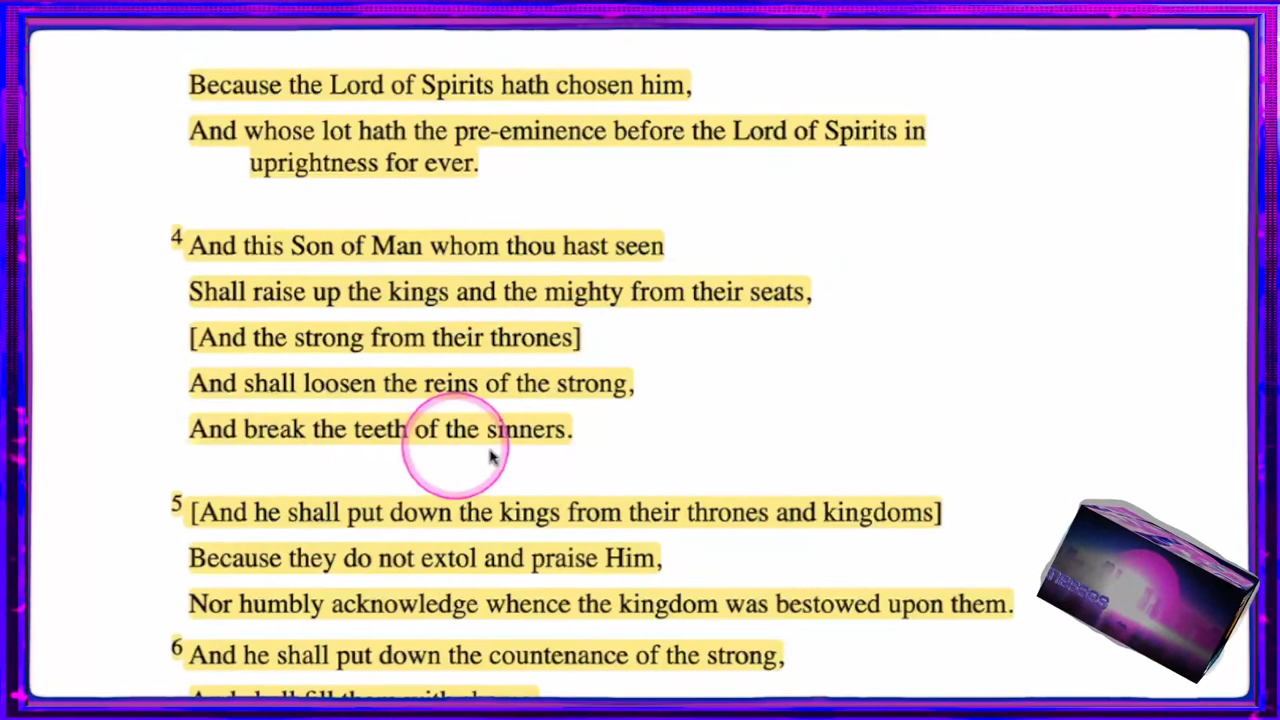 Because the Lord of Spirits hath chosen him,
And whose lot hath the pre-eminence before the Lord of Spirits in
uprightness for ever.
4 And this Son of Man whom thou hast seen
Shall raise up the kings and the mighty from their seats,
[And the strong from their thrones]
And shall loosen the reins of the strong,
And break the teeth of the sinners.
5 [And he shall put down the kings from their thrones and kingdoms]
Because they do not extol and praise Him,
Nor humbly acknowledge whence the kingdom was bestowed upon them.
6 And he shall put down the countenance of the strong,
And shall fill them with